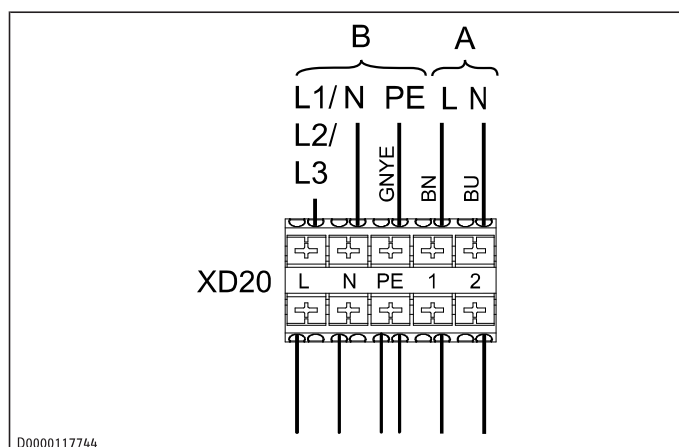 B A
L1/ N PE L N
L2/
L3
GNYE BN BU
XD20 L N PE 1 2
D0000117744